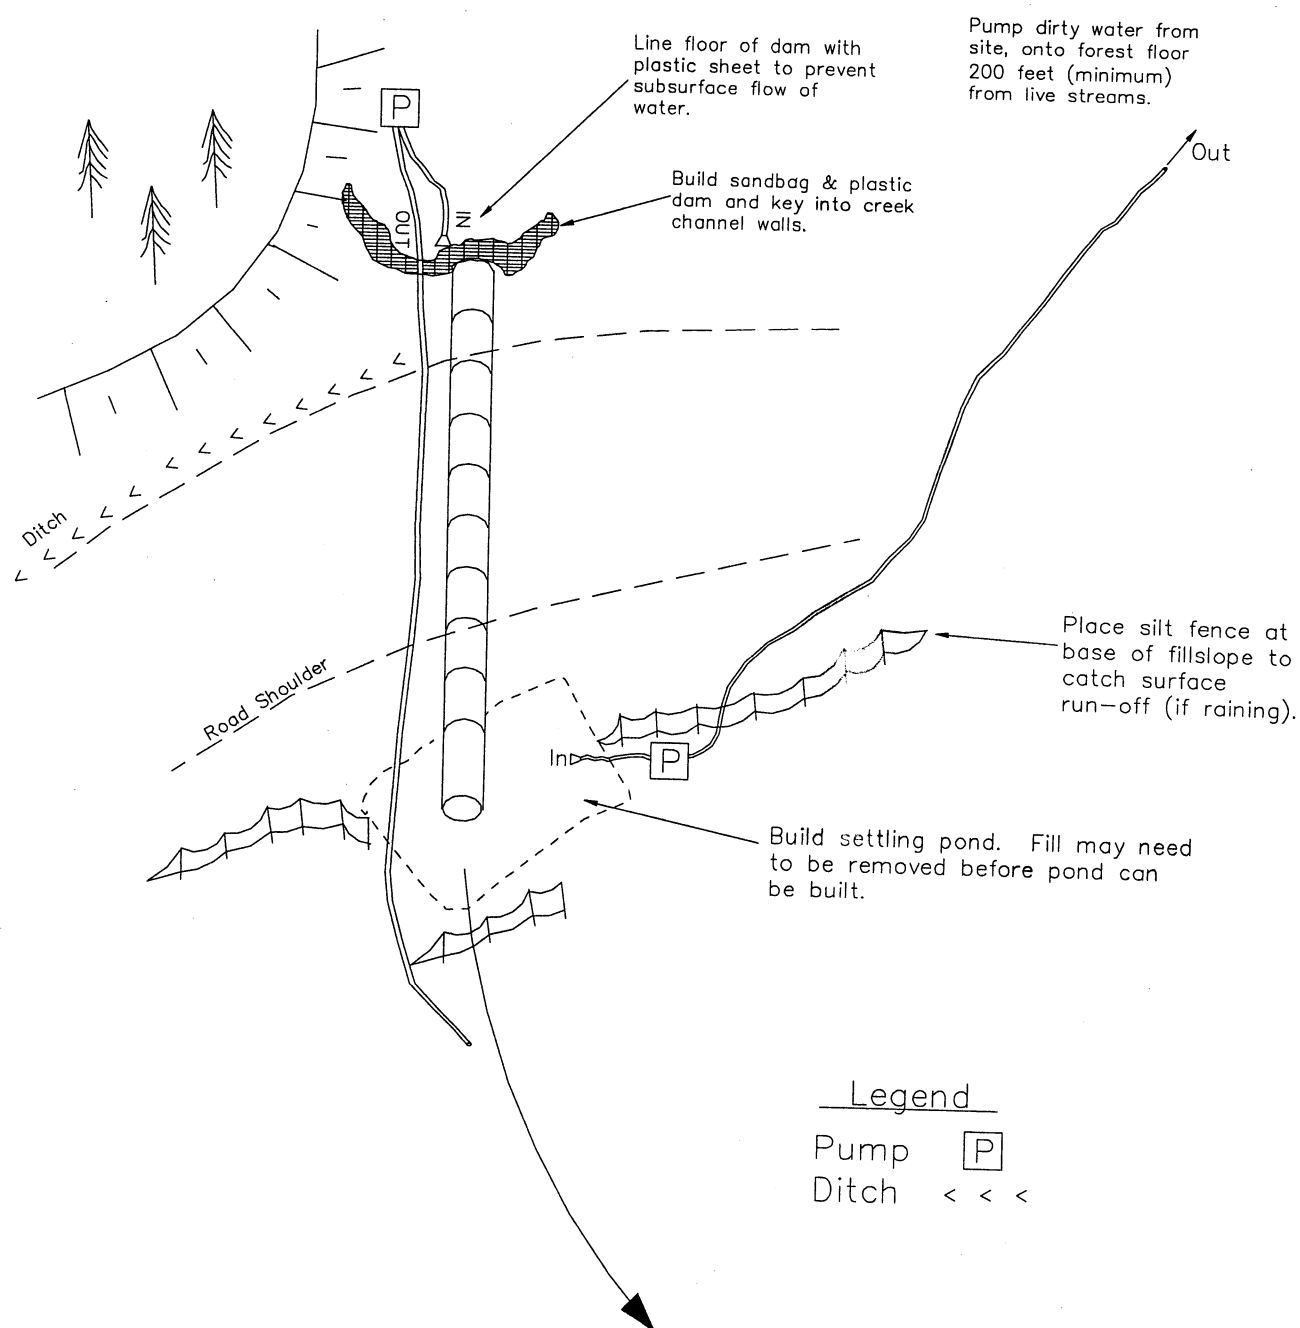 Pump dirty water from
site, onto forest floor
200 feet (minimum)
from live streams.
Line floor of dam with
plastic sheet to prevent
subsurface flow of
water.
P
Out
Build sandbag & plastic
dam and key into creek
channel walls.
OUT
IN
Ditch
Place silt fence at
base of fillslope to
catch surface
run-off (if raining).
Road Shoulder
In
P
Build settling pond. Fill may need
to be removed before pond can
be built.
Legend
Pump P
Ditch < < <